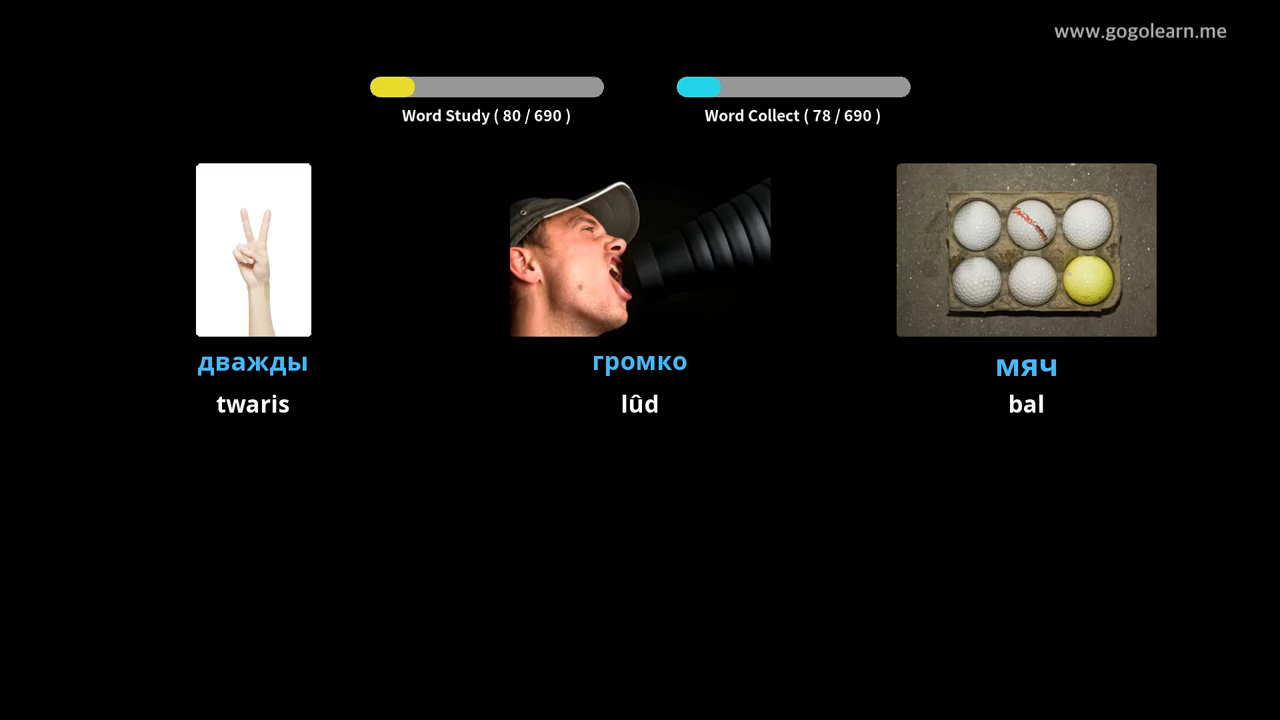 www.gogolearn.me
Word Study ( 80 / 690 )
Word Collect ( 78 / 690 )
дважды
громко
мяч
twaris
lûd
bal